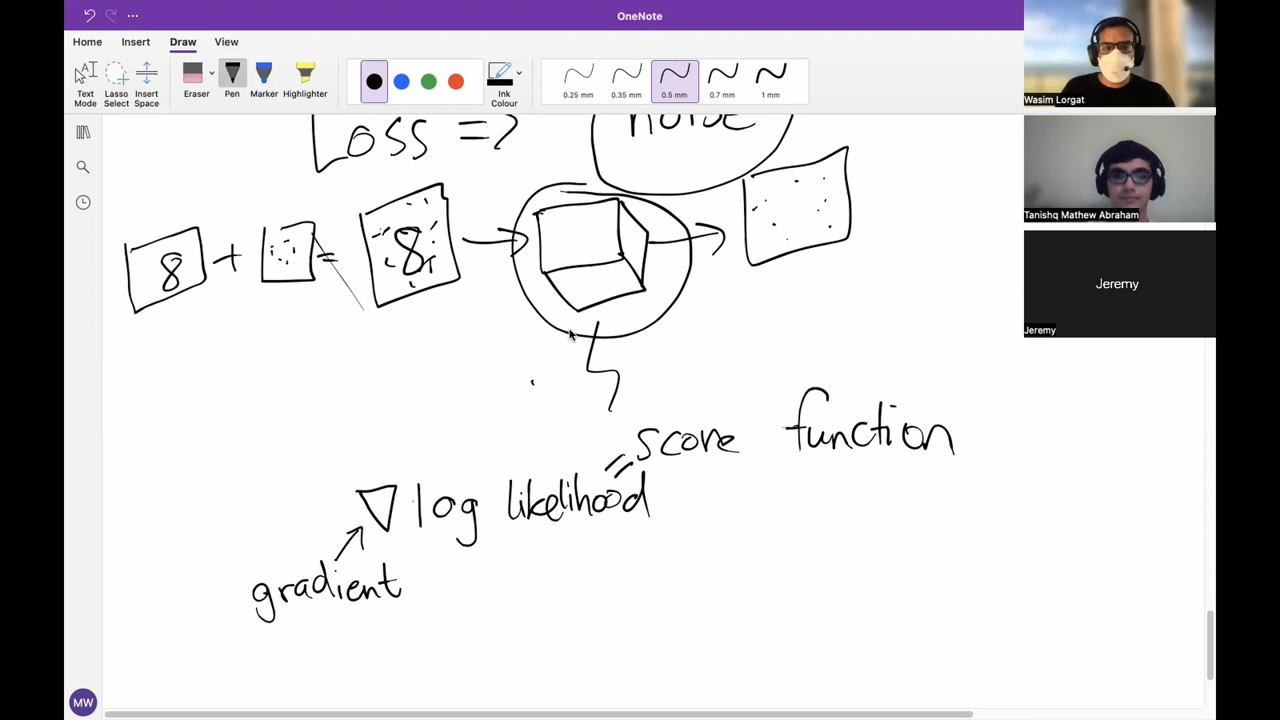 OneNote
Home Insert Draw View
Text Mode Lasso Select Insert Space Eraser Pen Marker Highlighter Ink Colour 0.25 mm 0.35 mm 0.5 mm 0.7 mm 1 mm
Wasim Lorgat
Tanishq Mathew Abraham
Jeremy
Jeremy
Loss => noise
8 + = 8
= score function
∇ log likelihood
gradient
MW